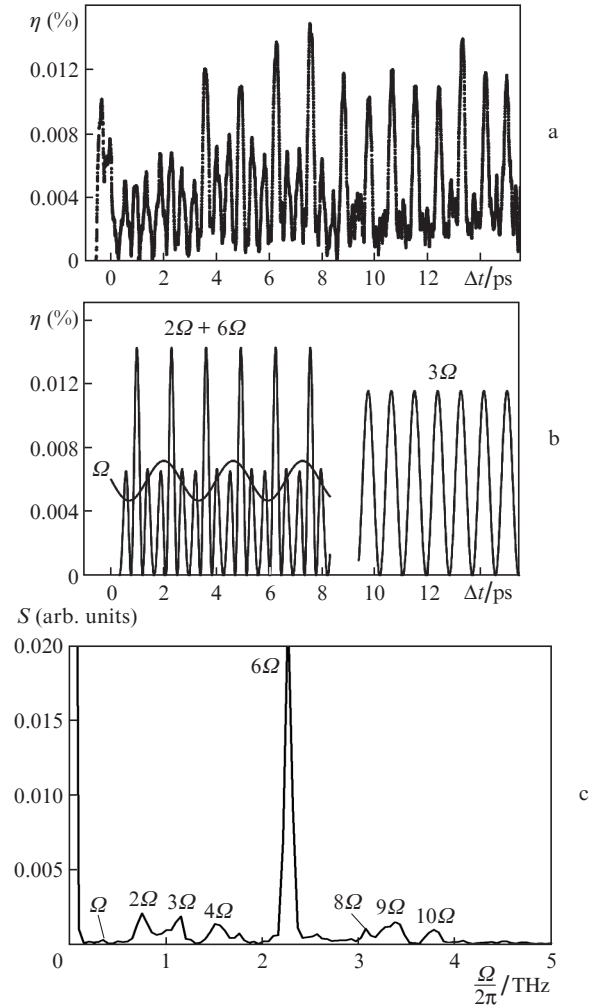 η (%)
0.012
0.008
0.004
0
0 2 4 6 8 10 12 Δt/ps
a
η (%)
2Ω + 6Ω
0.012
3Ω
0.008
Ω
0.004
0
0 2 4 6 8 10 12 Δt/ps
b
S (arb. units)
0.020
6Ω
0.015
0.010
0.005
Ω 2Ω 3Ω 4Ω 8Ω 9Ω 10Ω
0 1 2 3 4 5
Ω/2π / THz
c